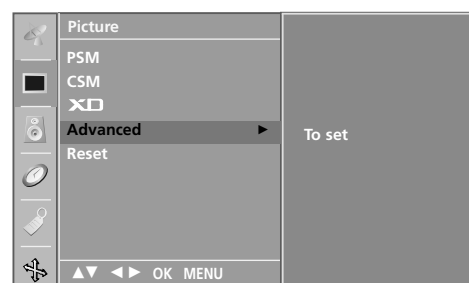 Picture
PSM
CSM
XD
Advanced ►
To set
Reset
▲▼ ◄► OK MENU